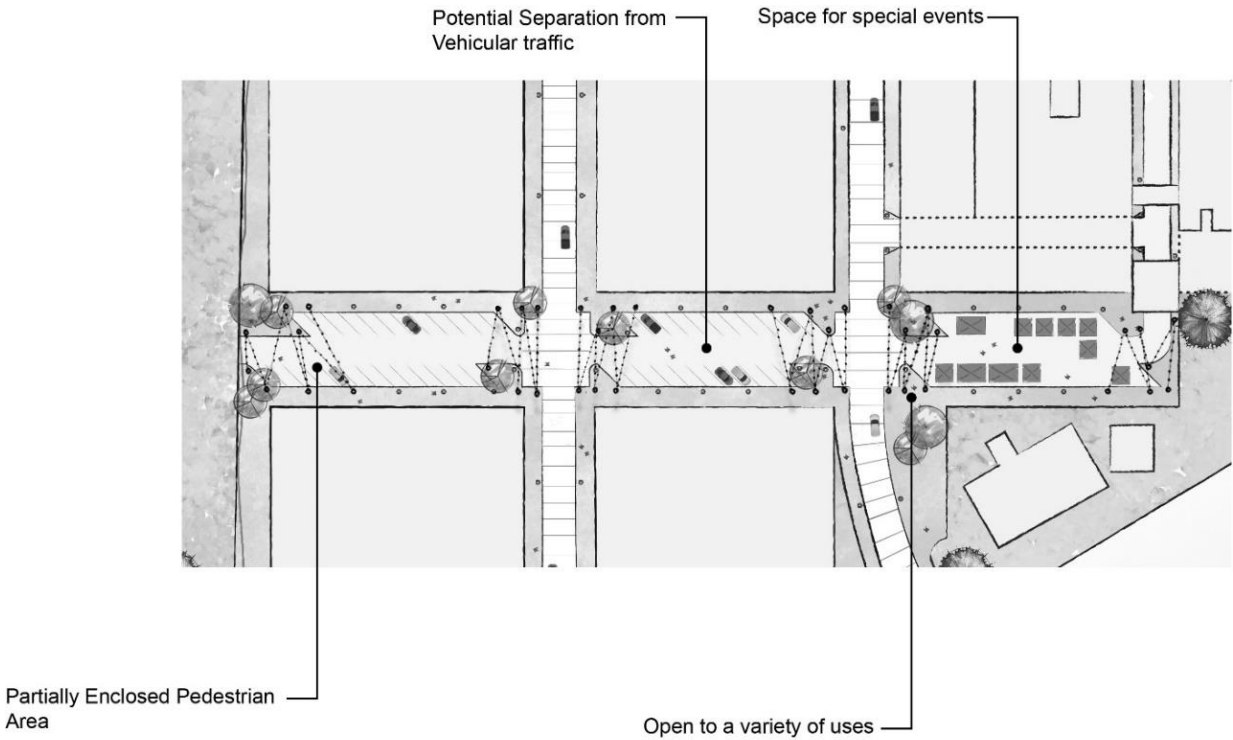 Potential Separation from
Vehicular traffic
Space for special events
Partially Enclosed Pedestrian
Area
Open to a variety of uses